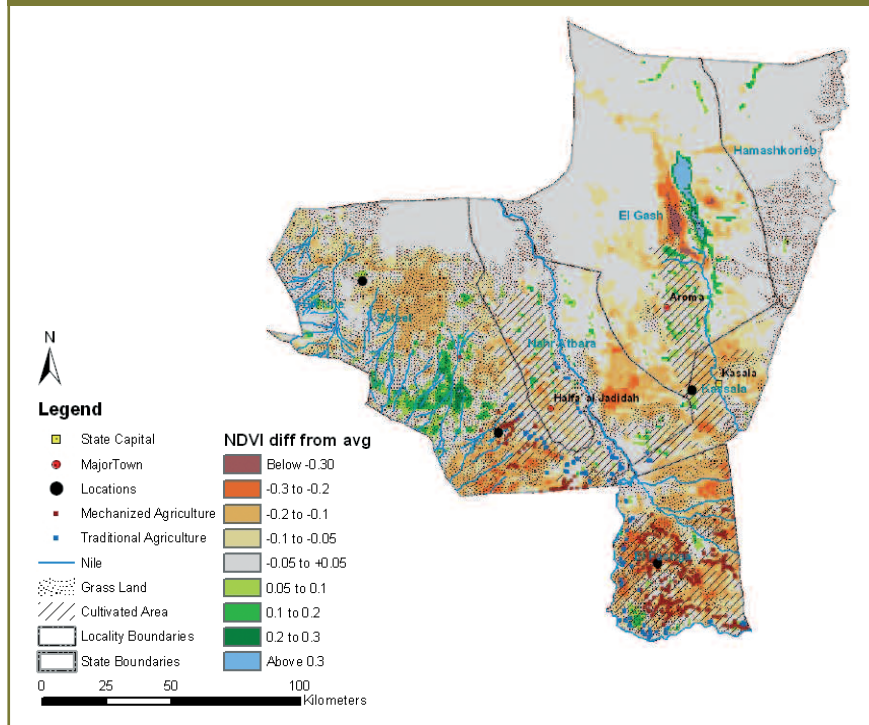 Hamashkorieb
El Gash
Aroma
Nahr Atbara
Kasala
Kassala
Halfa al Jadidah
N
Legend
State Capital
MajorTown
Locations
Mechanized Agriculture
Traditional Agriculture
Nile
Grass Land
Cultivated Area
Locality Boundaries
State Boundaries
NDVI diff from avg
Below -0.30
-0.3 to -0.2
-0.2 to -0.1
-0.1 to -0.05
-0.05 to +0.05
0.05 to 0.1
0.1 to 0.2
0.2 to 0.3
Above 0.3
0 25 50 100
Kilometers